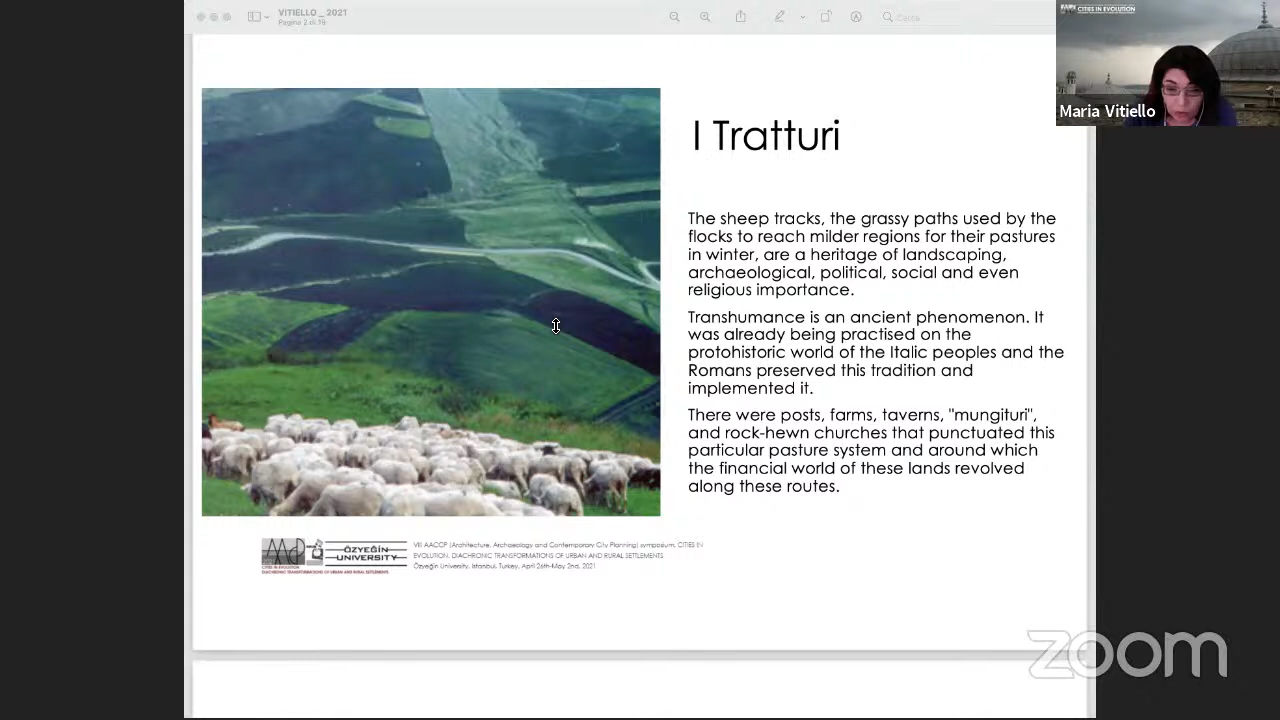 VITIELLO _ 2021
Pagina 2 di 19
Cerca
CITIES IN EVOLUTION
Maria Vitiello
I Tratturi
The sheep tracks, the grassy paths used by the
flocks to reach milder regions for their pastures
in winter, are a heritage of landscaping,
archaeological, political, social and even
religious importance.
Transhumance is an ancient phenomenon. It
was already being practised on the
protohistoric world of the Italic peoples and the
Romans preserved this tradition and
implemented it.
There were posts, farms, taverns, "mungituri",
and rock-hewn churches that punctuated this
particular pasture system and around which
the financial world of these lands revolved
along these routes.
AACCP
ÖZYEĞİN
UNIVERSITY
CITIES IN EVOLUTION
DIACHRONIC TRANSFORMATIONS OF URBAN AND RURAL SETTLEMENTS
VIII AACCP (Architecture, Archaeology and Contemporary City Planning) symposium, CITIES IN
EVOLUTION. DIACHRONIC TRANSFORMATIONS OF URBAN AND RURAL SETTLEMENTS
Özyeğin University, Istanbul, Turkey, April 26th-May 2nd, 2021
zoom